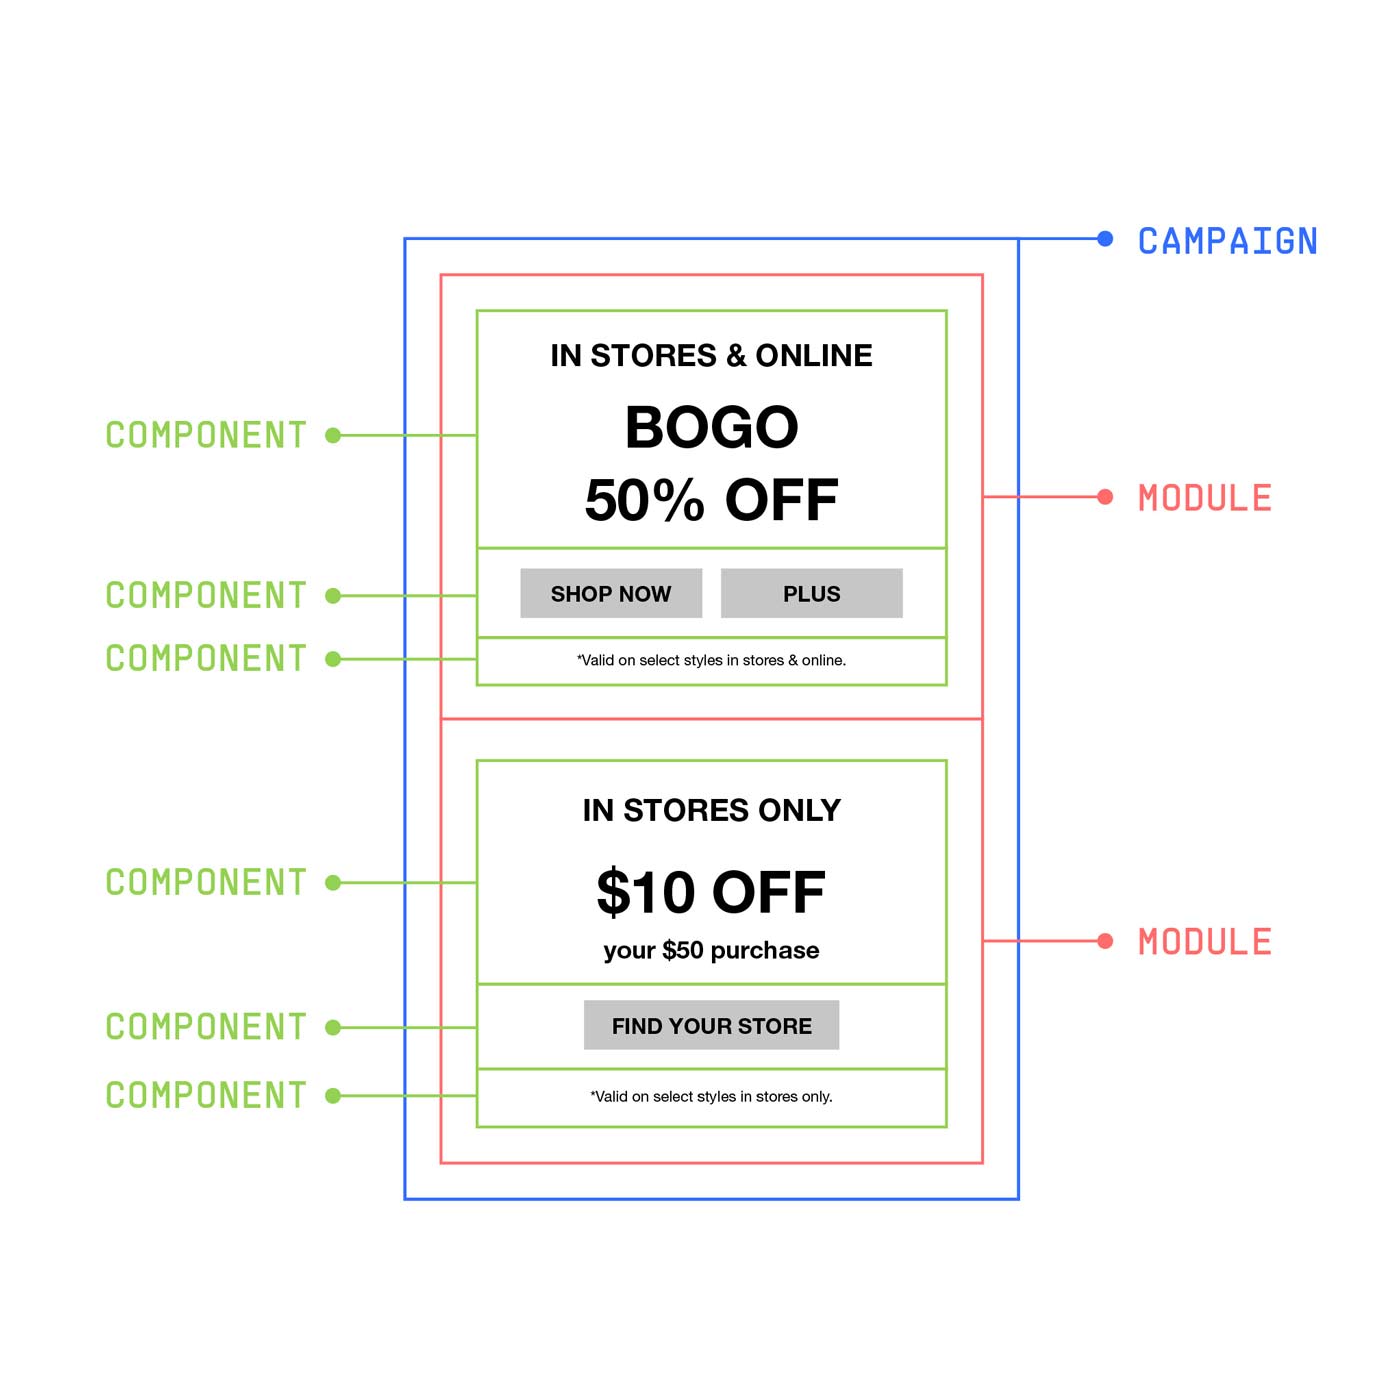 CAMPAIGN
IN STORES & ONLINE
BOGO
COMPONENT
50% OFF
MODULE
COMPONENT
SHOP NOW
PLUS
COMPONENT
*Valid on select styles in stores & online.
IN STORES ONLY
COMPONENT
$10 OFF
your $50 purchase
MODULE
COMPONENT
FIND YOUR STORE
COMPONENT
*Valid on select styles in stores only.